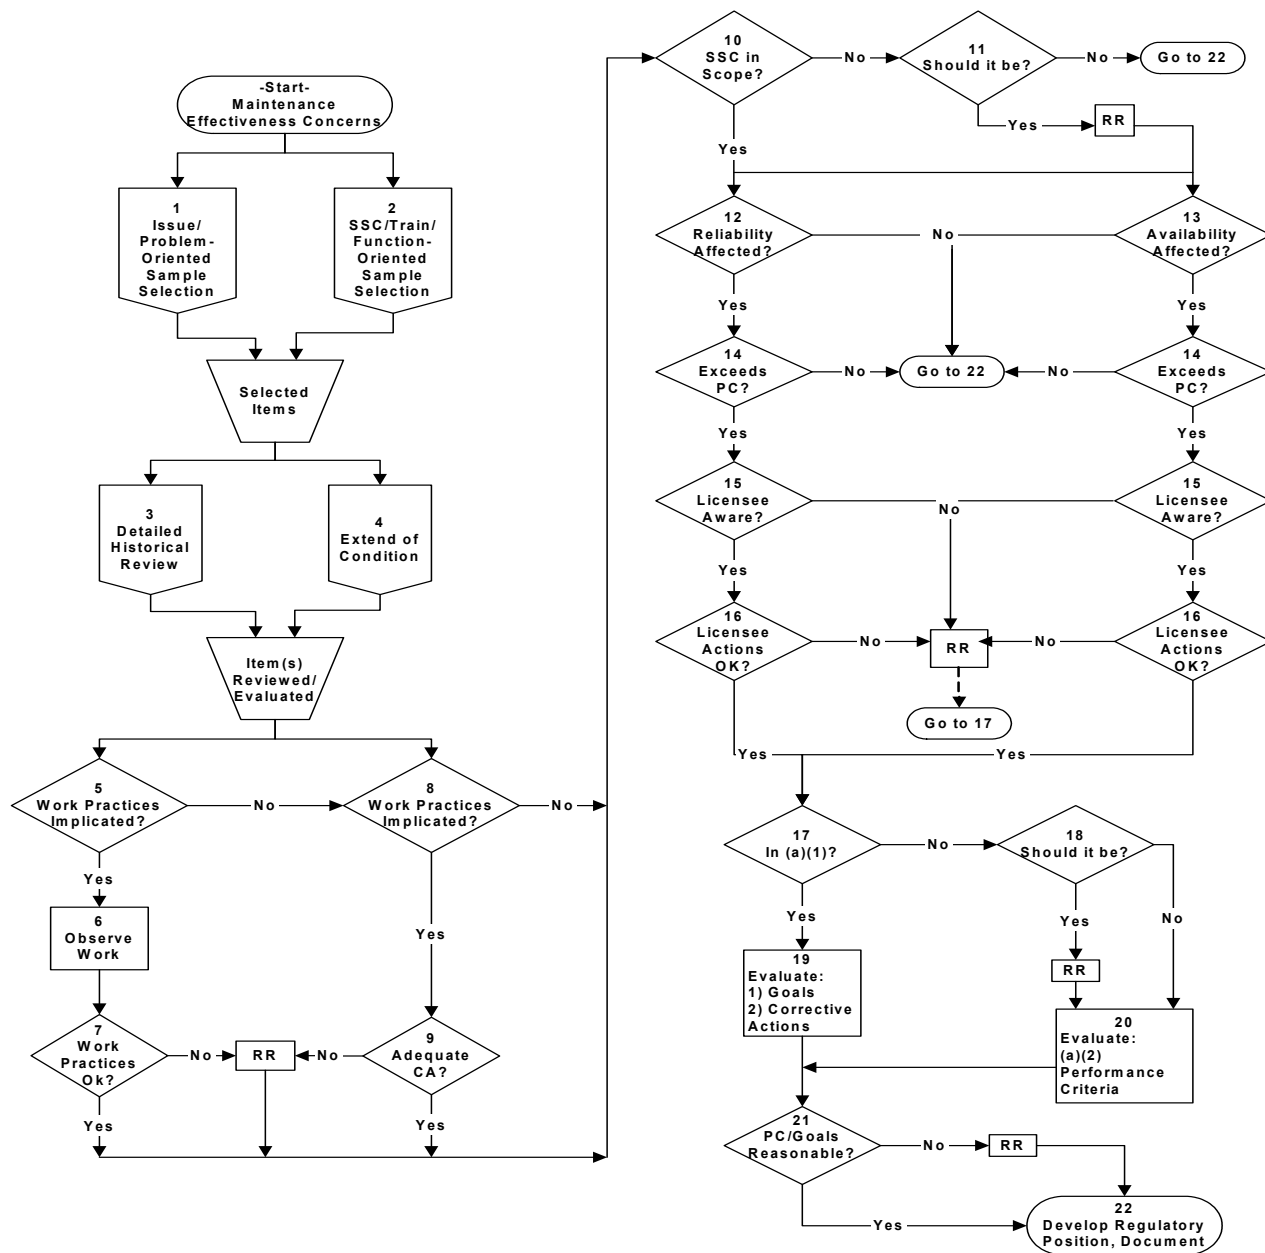 -Start-
Maintenance
Effectiveness Concerns
1
Issue/
Problem-
Oriented
Sample
Selection
2
SSC/Train/
Function-
Oriented
Sample
Selection
Selected
Items
3
Detailed
Historical
Review
4
Extend of
Condition
Item(s)
Reviewed/
Evaluated
5
Work Practices
Implicated?
No
8
Work Practices
Implicated?
No
Yes
6
Observe
Work
Yes
7
Work
Practices
Ok?
No
RR
No
9
Adequate
CA?
Yes
Yes
10
SSC in
Scope?
No
11
Should it be?
No
Go to 22
Yes
Yes
RR
12
Reliability
Affected?
No
13
Availability
Affected?
Yes
Yes
14
Exceeds
PC?
No
Go to 22
No
14
Exceeds
PC?
Yes
Yes
15
Licensee
Aware?
No
15
Licensee
Aware?
Yes
Yes
16
Licensee
Actions
OK?
No
RR
No
16
Licensee
Actions
OK?
Go to 17
Yes
Yes
17
In (a)(1)?
No
18
Should it be?
Yes
Yes
No
RR
19
Evaluate:
1) Goals
2) Corrective
Actions
20
Evaluate:
(a)(2)
Performance
Criteria
21
PC/Goals
Reasonable?
No
RR
Yes
22
Develop Regulatory
Position, Document